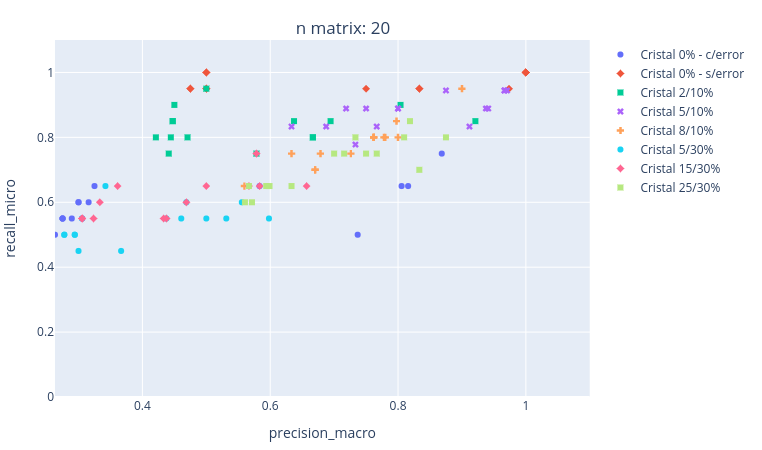 n matrix: 20
1
0.8
0.6
0.4
0.2
0
0.4
0.6
0.8
1
recall_micro
precision_macro
Cristal 0% - c/error
Cristal 0% - s/error
Cristal 2/10%
Cristal 5/10%
Cristal 8/10%
Cristal 5/30%
Cristal 15/30%
Cristal 25/30%